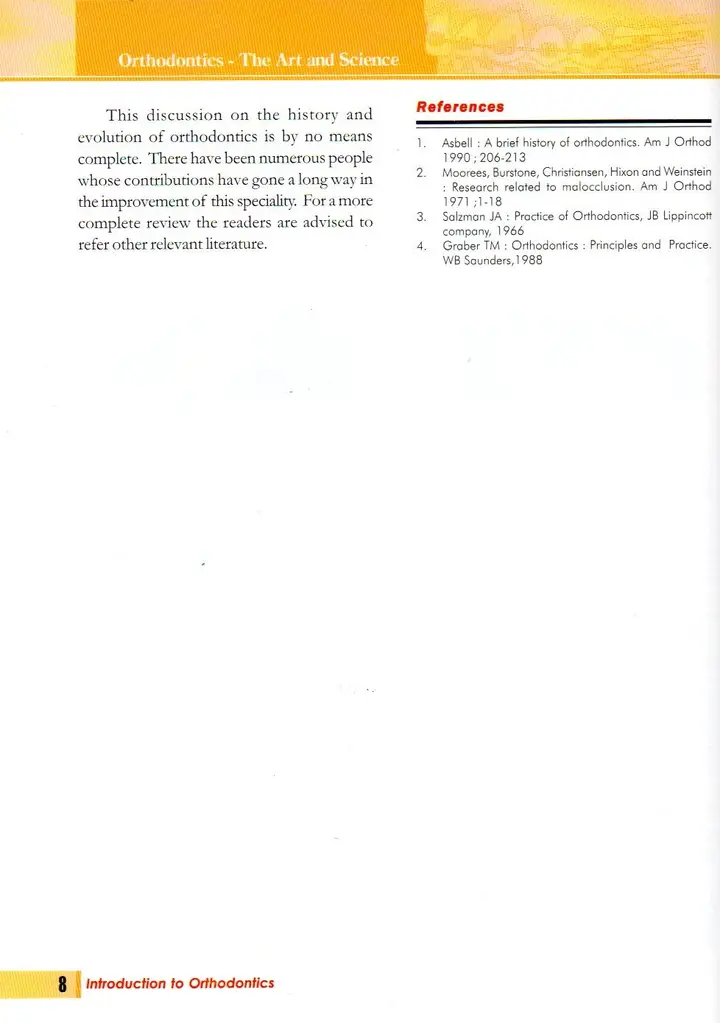 Orthodontics - The Art and Science
This discussion on the history and
evolution of orthodontics is by no means
complete. There have been numerous people
whose contributions have gone a long way in
the improvement of this speciality. For a more
complete review the readers are advised to
refer other relevant literature.
References
1. Asbell : A brief history of orthodontics. Am J Orthod
1990 ; 206-213
2. Moorees, Burstone, Christiansen, Hixon and Weinstein
: Research related to malocclusion. Am J Orthod
1971 ;1-18
3. Salzman JA : Practice of Orthodontics, JB Lippincott
company, 1966
4. Graber TM : Orthodontics : Principles and Practice.
WB Saunders,1988
8 Introduction to Orthodontics